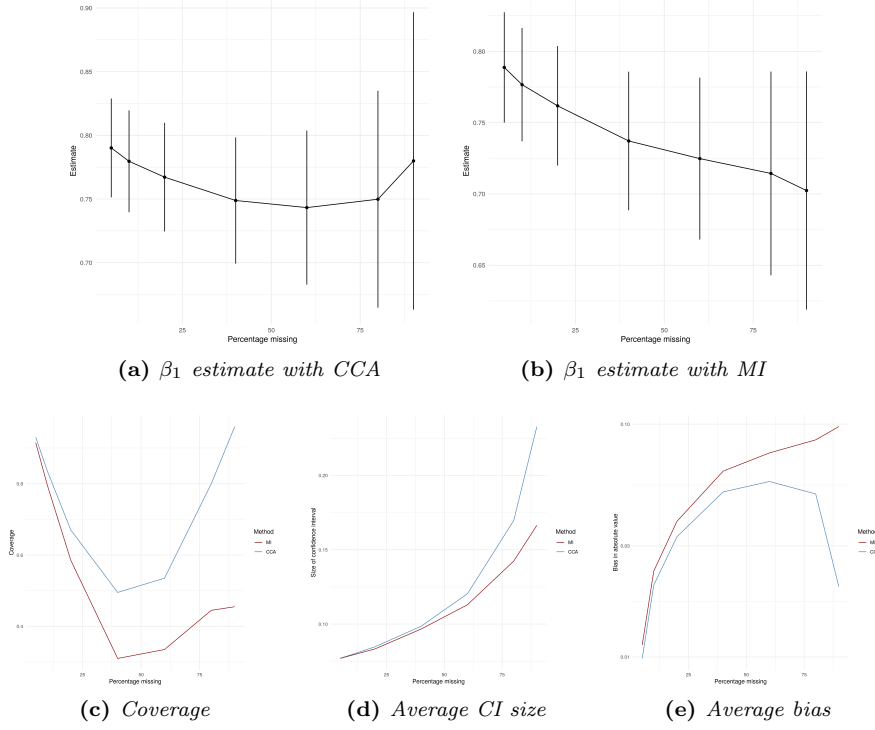 0.90
0.85
0.80
0.75
0.70
Estimate
25
50
75
Percentage missing
(a) β₁ estimate with CCA
0.80
0.75
0.70
0.65
Estimate
25
50
75
Percentage missing
(b) β₁ estimate with MI
0.8
0.6
0.4
Coverage
25
50
75
Percentage missing
Method
MI
CCA
(c) Coverage
0.20
0.15
0.10
Size of confidence interval
25
50
75
Percentage missing
Method
MI
CCA
(d) Average CI size
0.10
0.03
0.01
Bias in absolute value
25
50
75
Percentage missing
Method
(e) Average bias